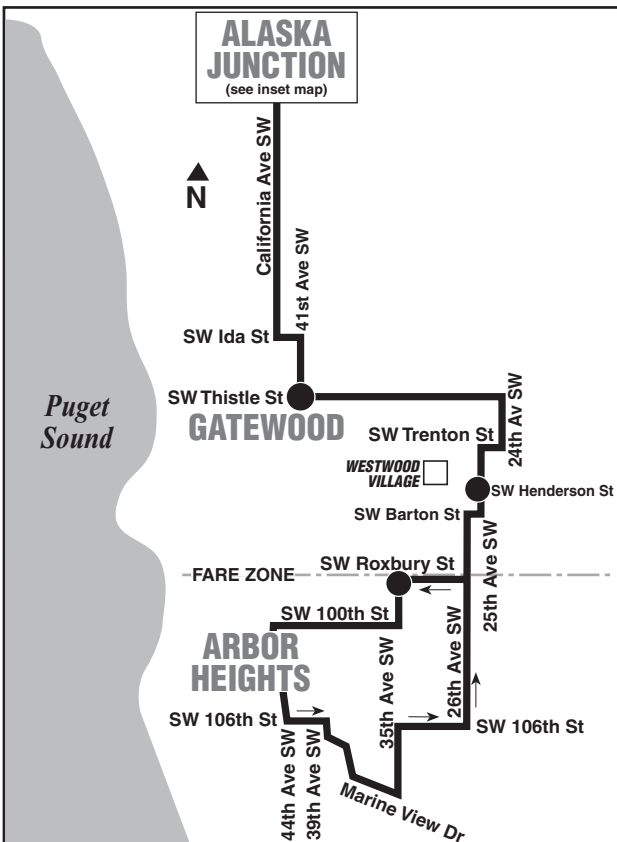 ALASKA
JUNCTION
(see inset map)
California Ave SW
N
41st Ave SW
SW Ida St
SW Thistle St
GATEWOOD
Puget
Sound
24th Av SW
SW Trenton St
WESTWOOD
VILLAGE
SW Henderson St
SW Barton St
25th Ave SW
SW Roxbury St
FARE ZONE
SW 100th St
ARBOR
HEIGHTS
35th Ave SW
26th Ave SW
SW 106th St
SW 106th St
44th Ave SW
39th Ave SW
Marine View Dr